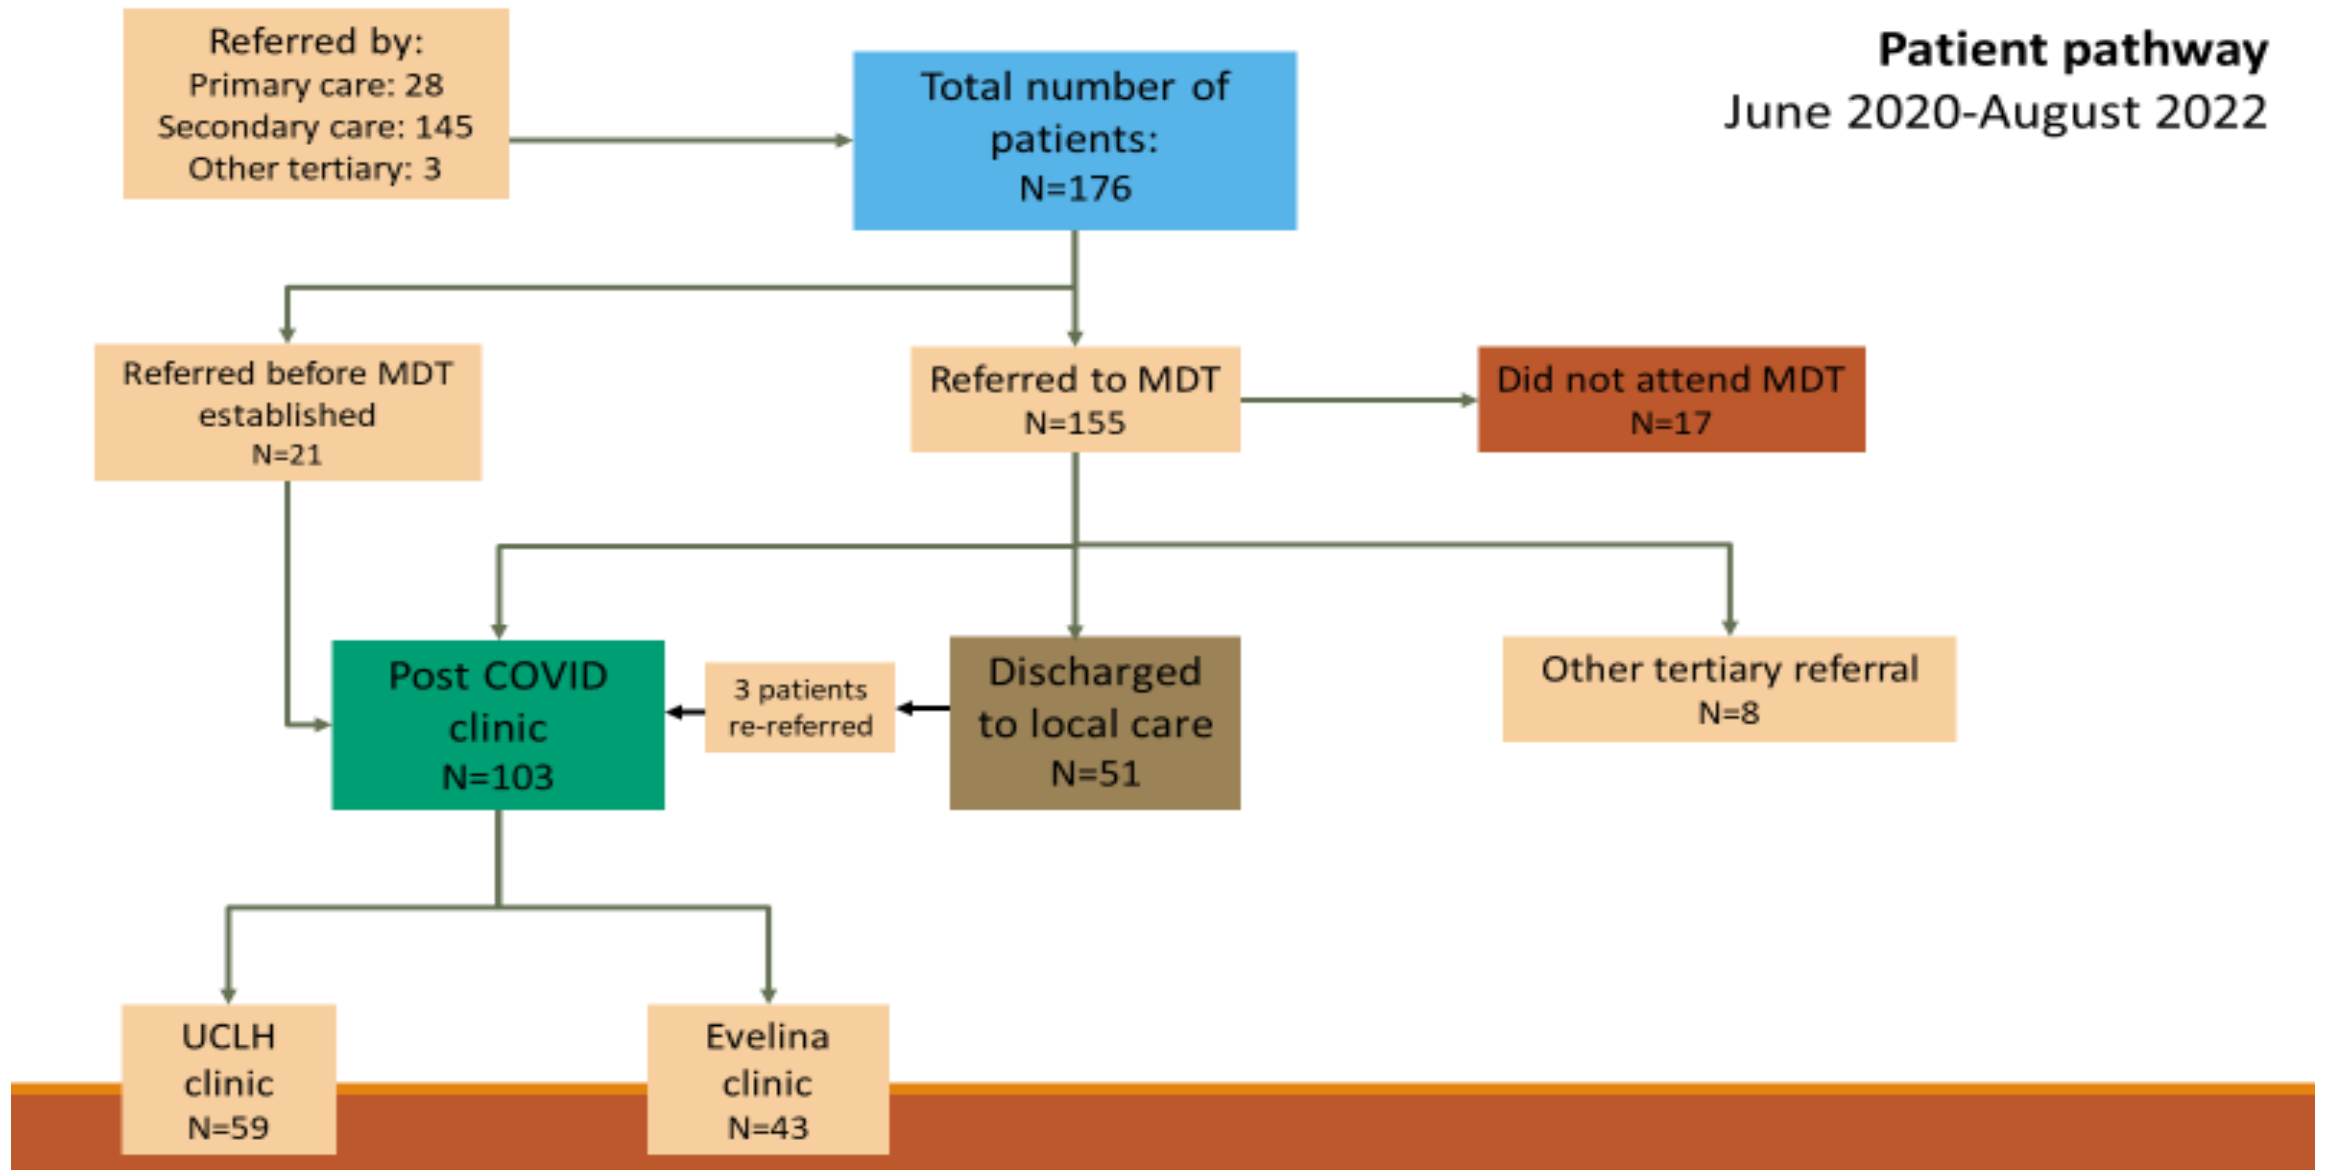 Patient pathway
June 2020-August 2022
Referred by:
Primary care: 28
Secondary care: 145
Other tertiary: 3
Total number of
patients:
N=176
Referred before MDT
established
N=21
Referred to MDT
N=155
Did not attend MDT
N=17
Post COVID
clinic
N=103
3 patients
re-referred
Discharged
to local care
N=51
Other tertiary referral
N=8
UCLH
clinic
N=59
Evelina
clinic
N=43